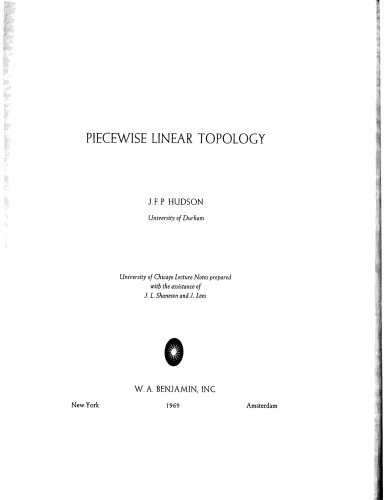 PIECEWISE LINEAR TOPOLOGY
J. F. P. HUDSON
University of Durham
University of Chicago Lecture Notes prepared
with the assistance of
J. L. Shaneson and J. Lees
W. A. BENJAMIN, INC.
New York 1969 Amsterdam